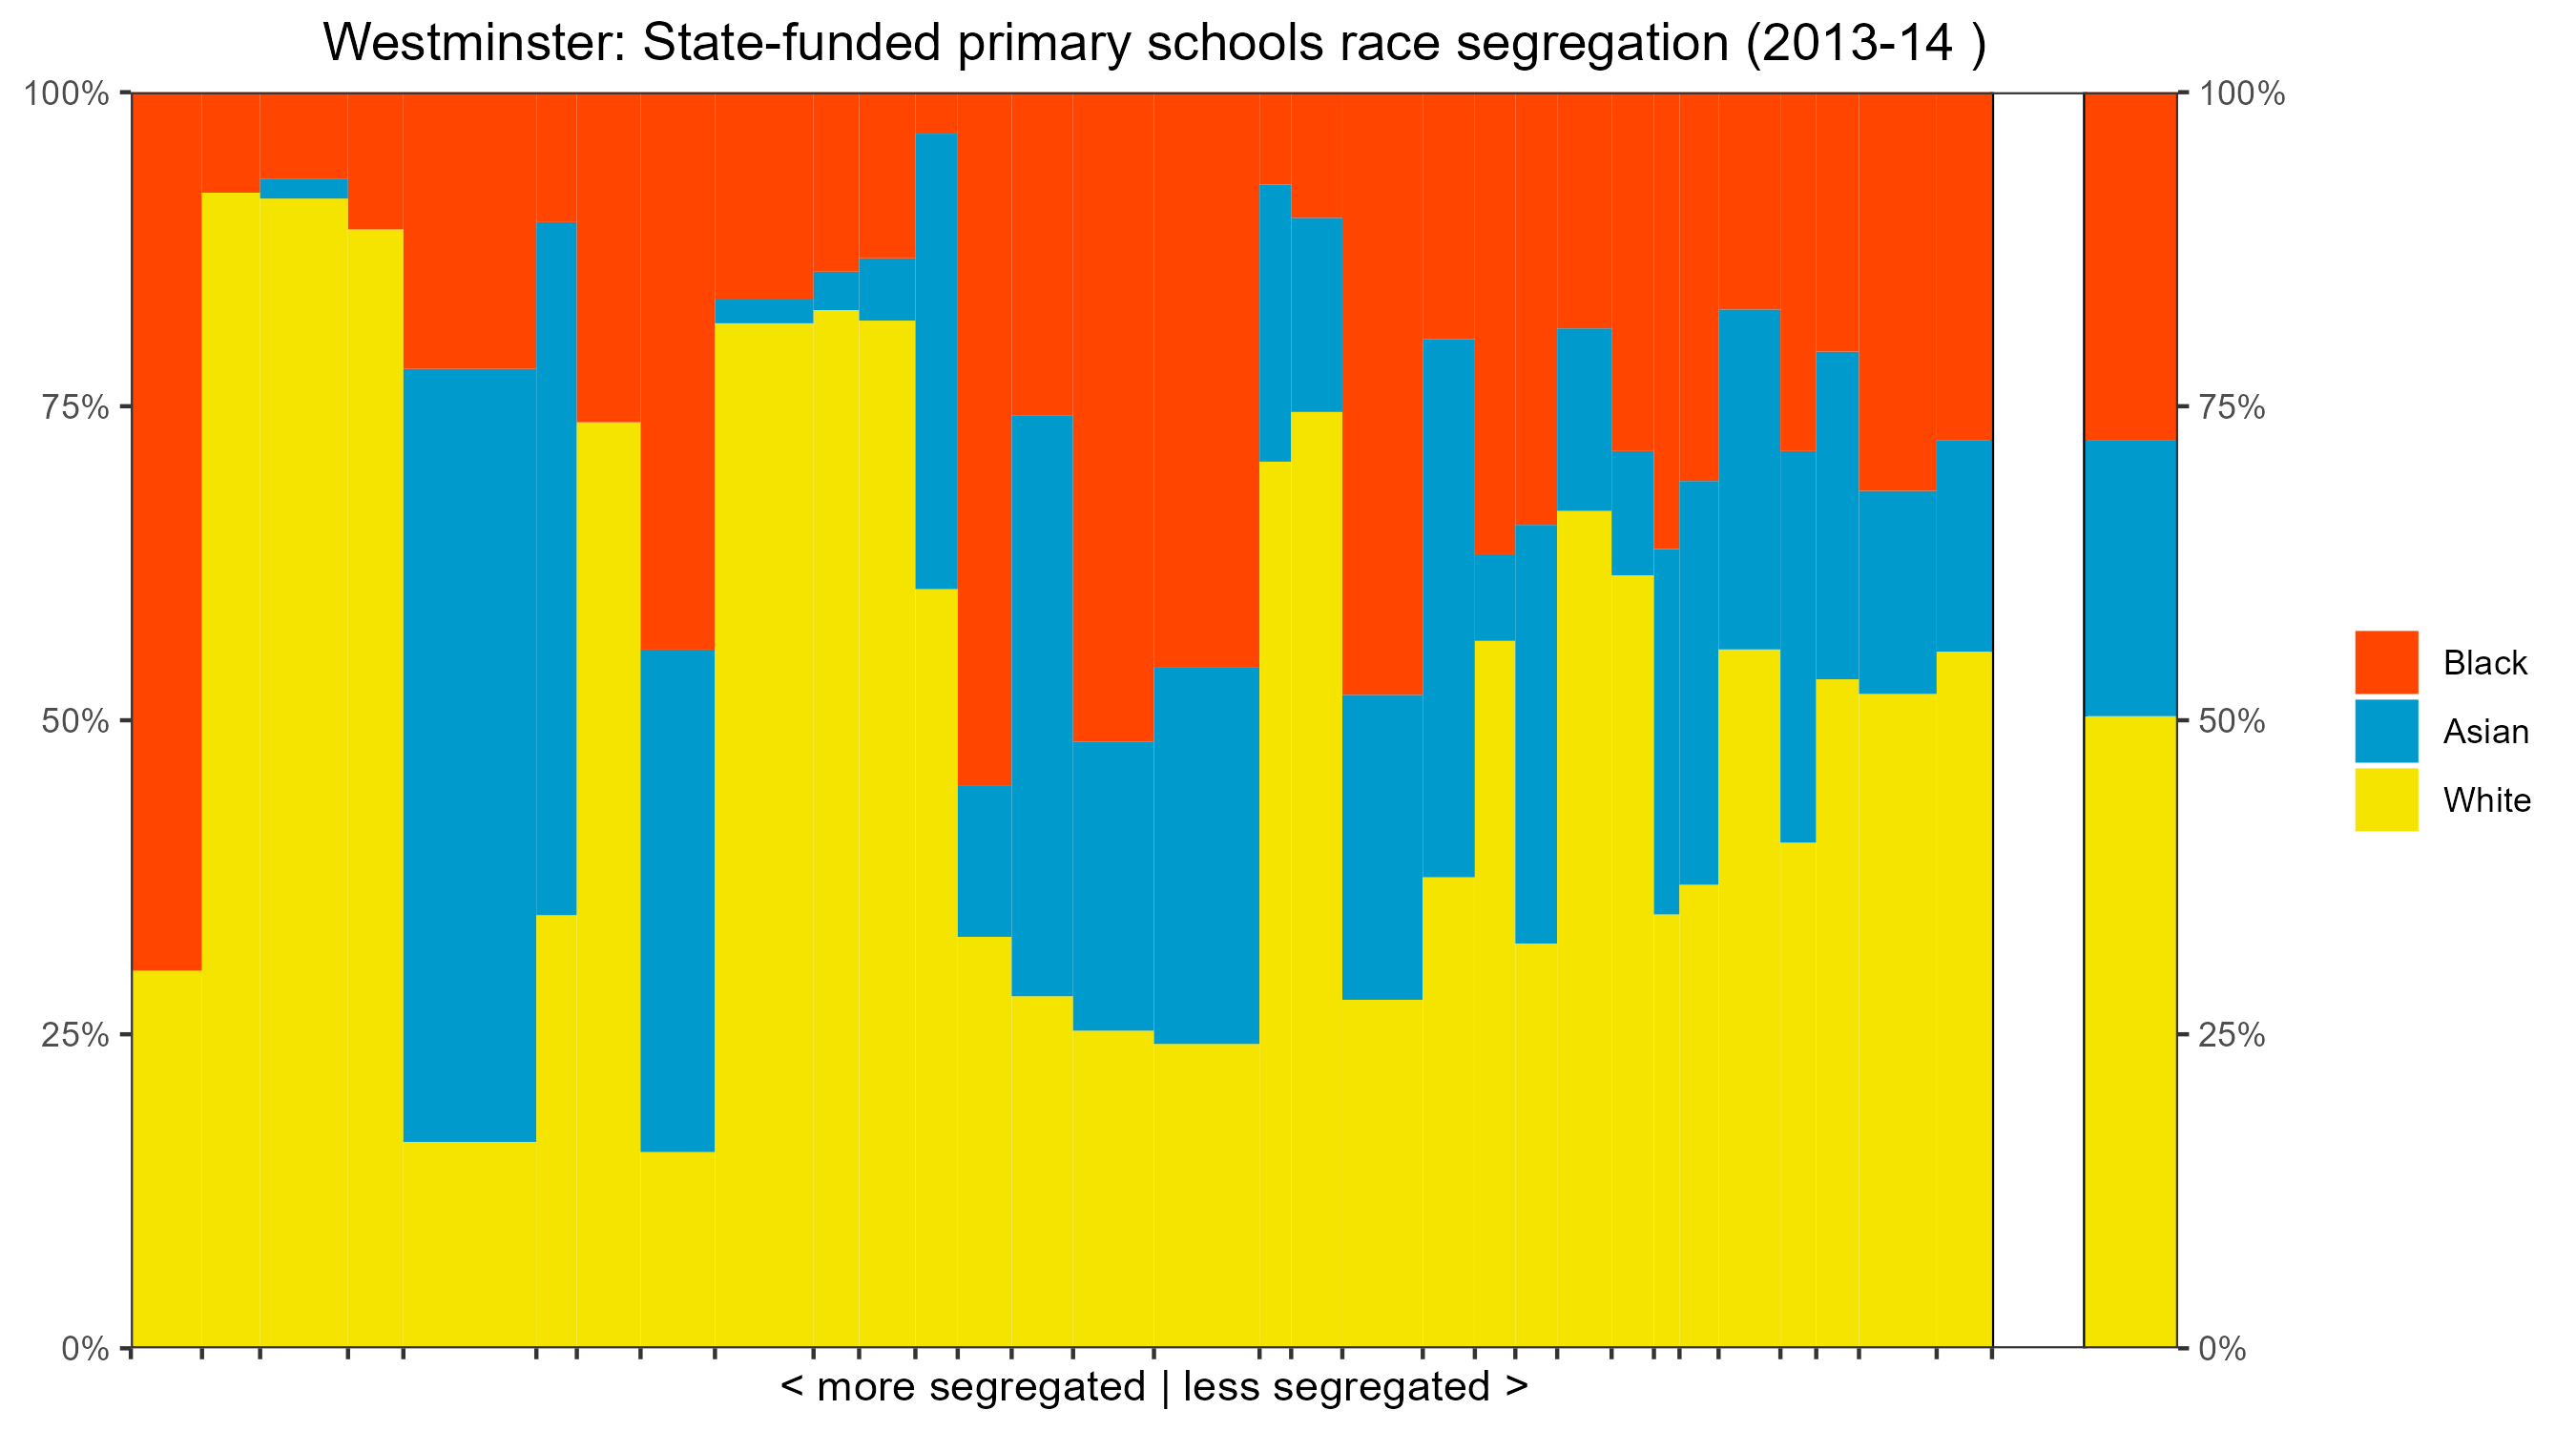 Westminster: State-funded primary schools race segregation (2013-14 )
100%
75%
50%
25%
0%
100%
75%
50%
25%
0%
Black
Asian
White
< more segregated | less segregated >